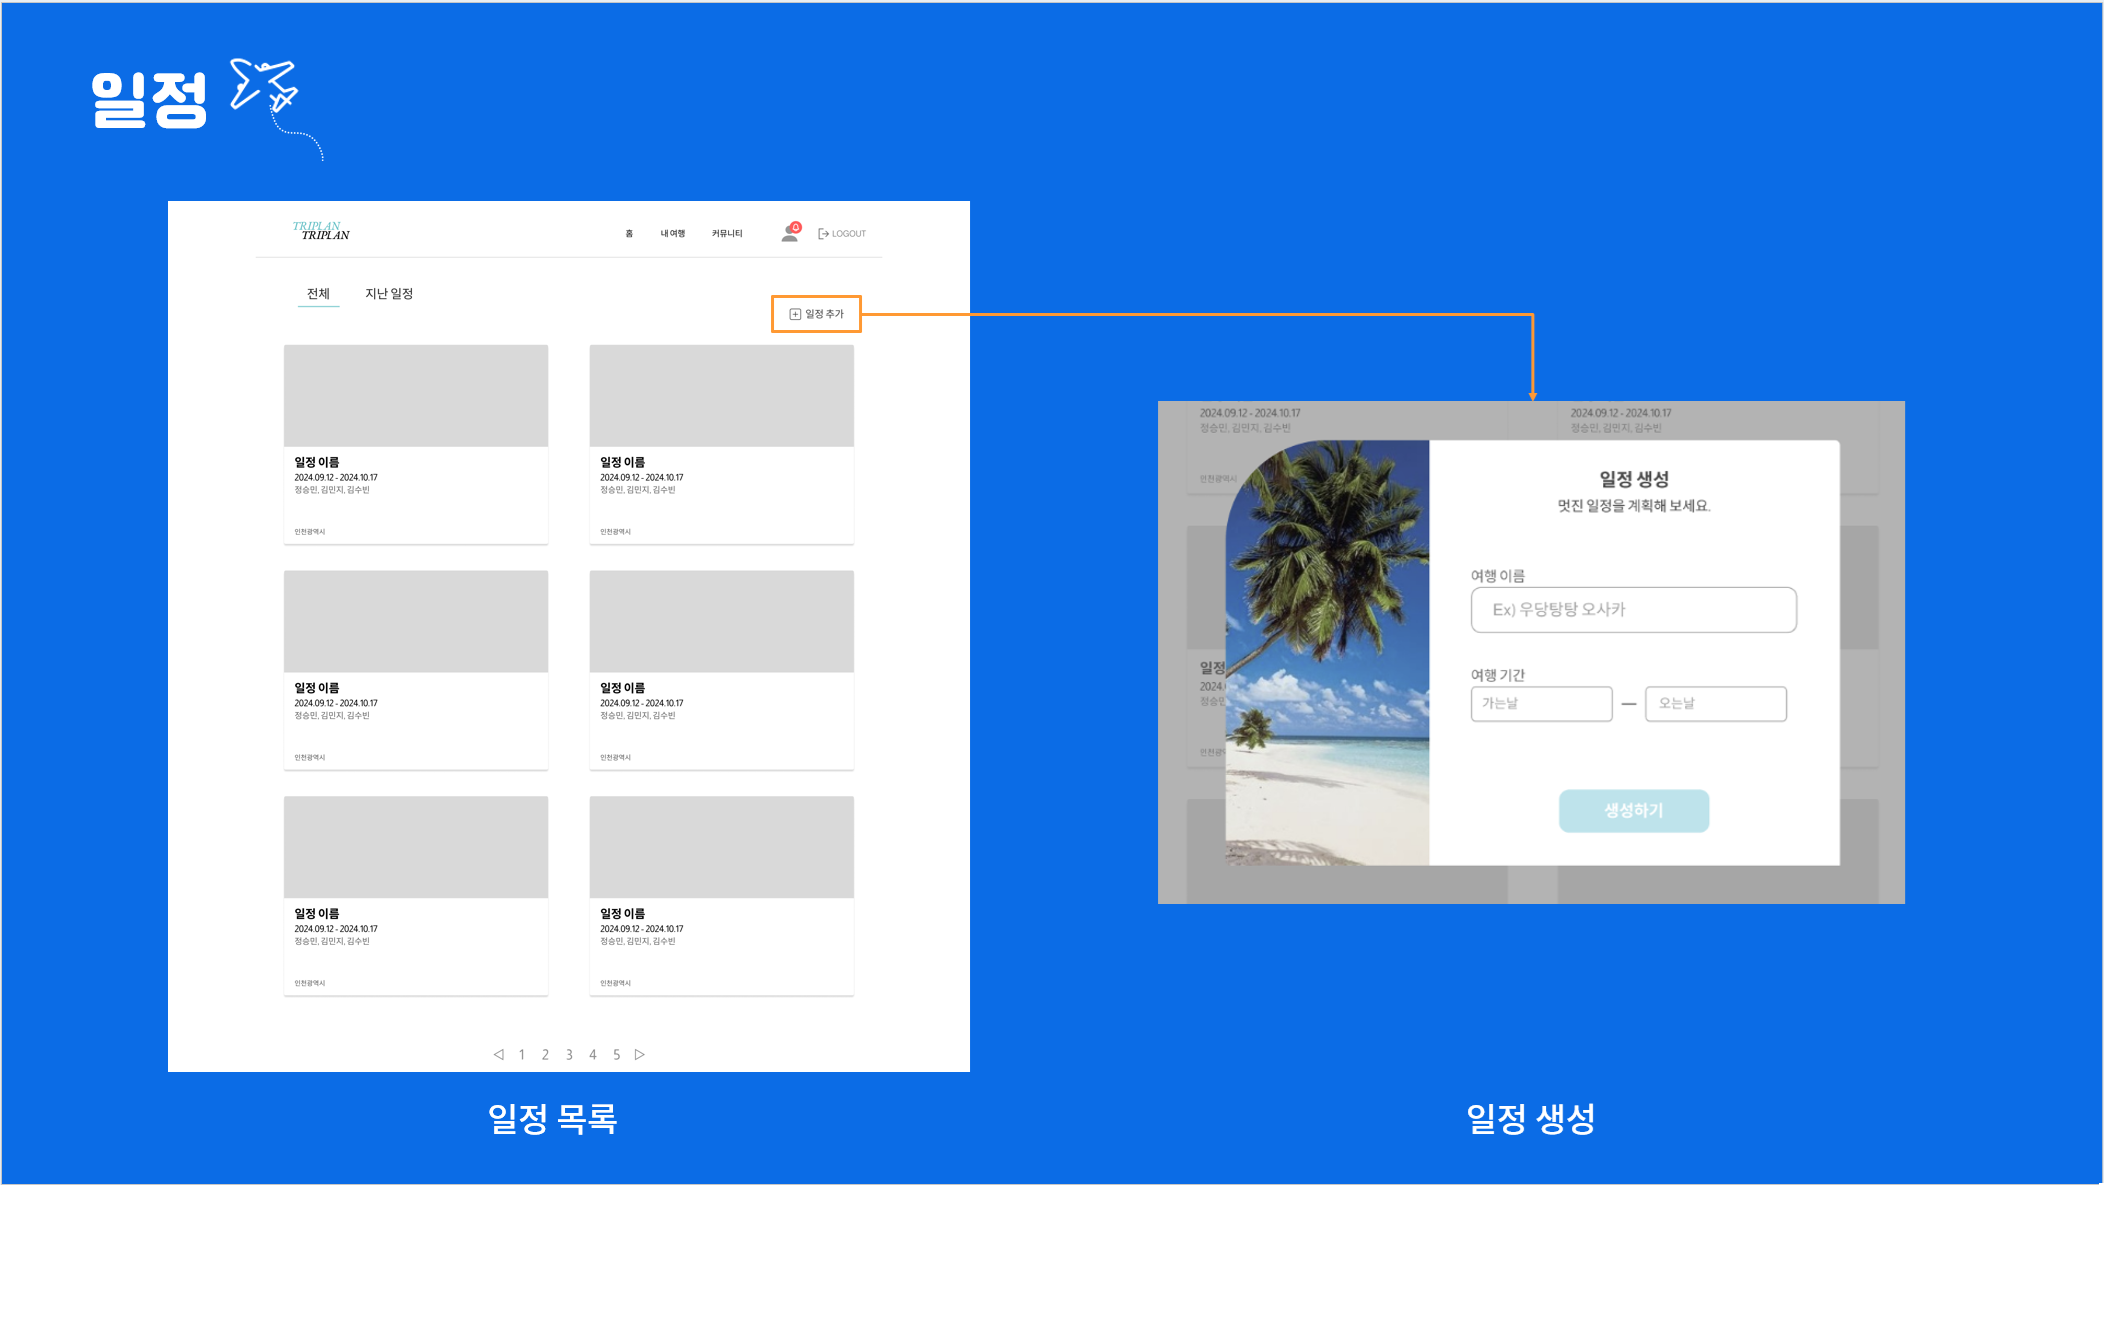 일정
TRIPLAN
TRIPLAN
홈 내 여행 커뮤니티 LOGOUT
전체 지난 일정
일정 추가
일정 이름
2024.09.12 - 2024.10.17
정승민, 김민지, 김수빈
인천광역시
일정 이름
2024.09.12 - 2024.10.17
정승민, 김민지, 김수빈
인천광역시
일정 이름
2024.09.12 - 2024.10.17
정승민, 김민지, 김수빈
인천광역시
일정 이름
2024.09.12 - 2024.10.17
정승민, 김민지, 김수빈
인천광역시
일정 이름
2024.09.12 - 2024.10.17
정승민, 김민지, 김수빈
인천광역시
일정 이름
2024.09.12 - 2024.10.17
정승민, 김민지, 김수빈
인천광역시
1 2 3 4 5
일정 목록
2024.09.12 - 2024.10.17
정승민, 김민지, 김수빈
인천광역시
2024.09.12 - 2024.10.17
정승민, 김민지, 김수빈
일정
2024.
정승민
인천광역
일정 생성
멋진 일정을 계획해 보세요.
여행 이름
Ex) 우당탕탕 오사카
여행 기간
가는날 — 오는날
생성하기
일정 생성